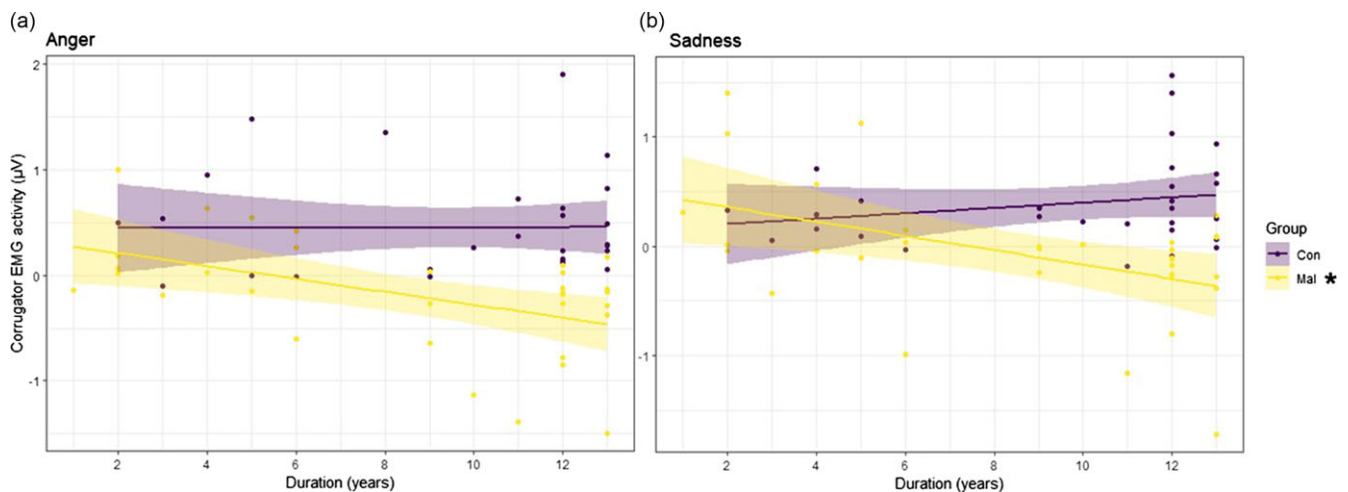 (a)
Anger
Corrugator EMG activity (µV)
2
1
0
-1
2
4
6
8
10
12
Duration (years)
(b)
Sadness
1
0
-1
2
4
6
8
10
12
Duration (years)
Group
Con
Mal *